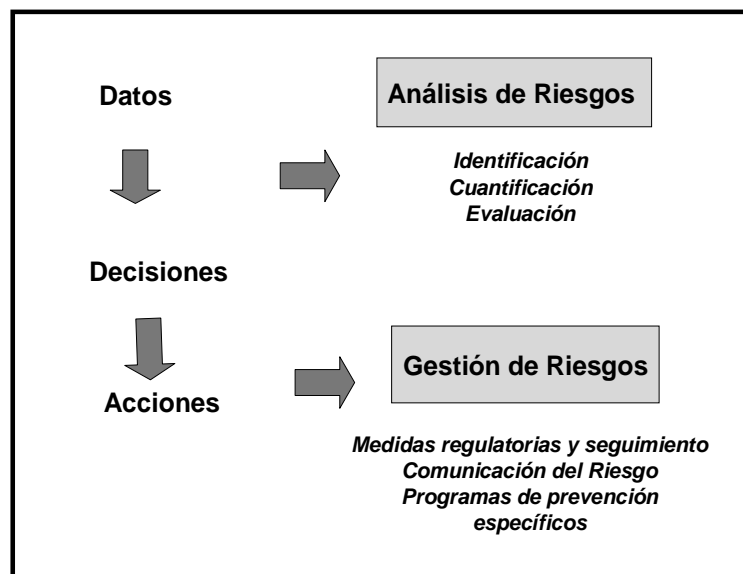 Datos
Análisis de Riesgos
Identificación
Cuantificación
Evaluación
Decisiones
Acciones
Gestión de Riesgos
Medidas regulatorias y seguimiento
Comunicación del Riesgo
Programas de prevención
específicos